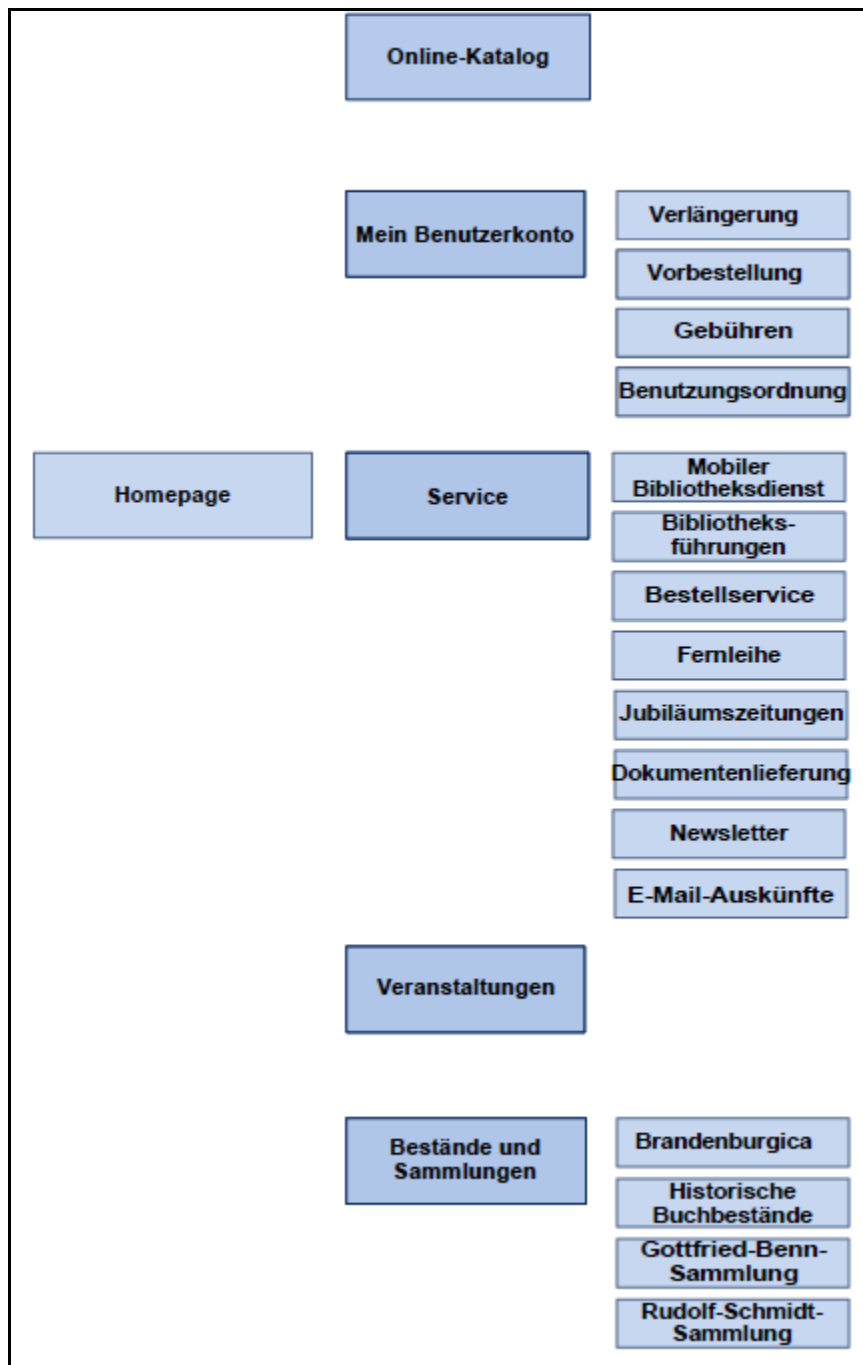 Online-Katalog
Mein Benutzerkonto
Verlängerung
Vorbestellung
Gebühren
Benutzungsordnung
Homepage
Service
Mobiler
Bibliotheksdienst
Bibliotheks-
führungen
Bestellservice
Fernleihe
Jubiläumszeitungen
Dokumentenlieferung
Newsletter
E-Mail-Auskünfte
Veranstaltungen
Bestände und
Sammlungen
Brandenburgica
Historische
Buchbestände
Gottfried-Benn-
Sammlung
Rudolf-Schmidt-
Sammlung